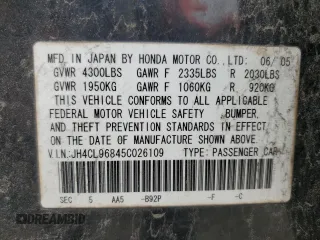 MFD. IN JAPAN BY HONDA MOTOR CO., LTD. 06/05
GVWR 4300LBS GAWR F 2335LBS R 2030LBS
GVWR 1950KG GAWR F 1060KG R 920KG
THIS VEHICLE CONFORMS TO ALL APPLICABLE
FEDERAL MOTOR VEHICLE SAFETY BUMPER,
AND THEFT PREVENTION STANDARDS IN EFFECT
ON THE DATE OF MANUFACTURE SHOWN ABOVE.
V.I.N: JH4CL96845C026109 TYPE: PASSENGER CAR
SEC 5 AA5 -B92P -F -C
DREAMBID